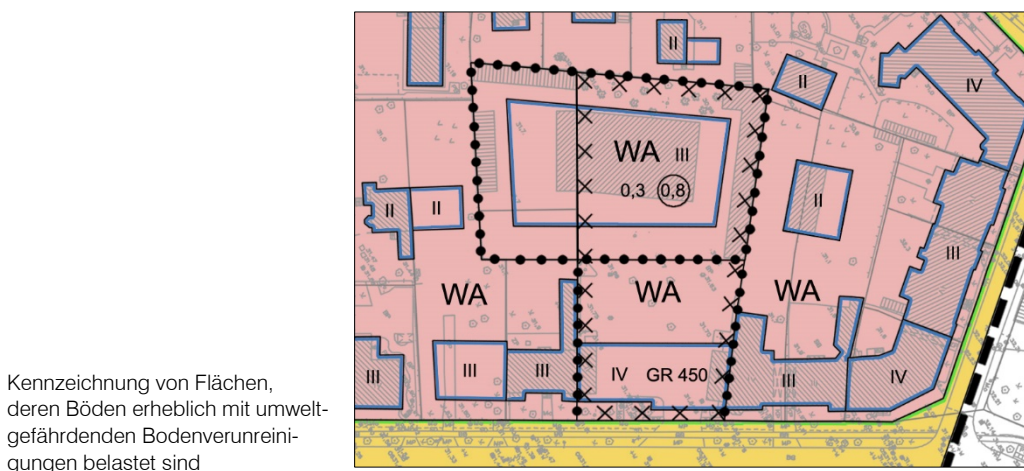 II
II
IV
WA III
0,3 0,8
II
II
II
III
WA
WA
WA
III
III
III
IV
GR 450
III
IV
Kennzeichnung von Flächen,
deren Böden erheblich mit umwelt-
gefährdenden Bodenverunreini-
gungen belastet sind